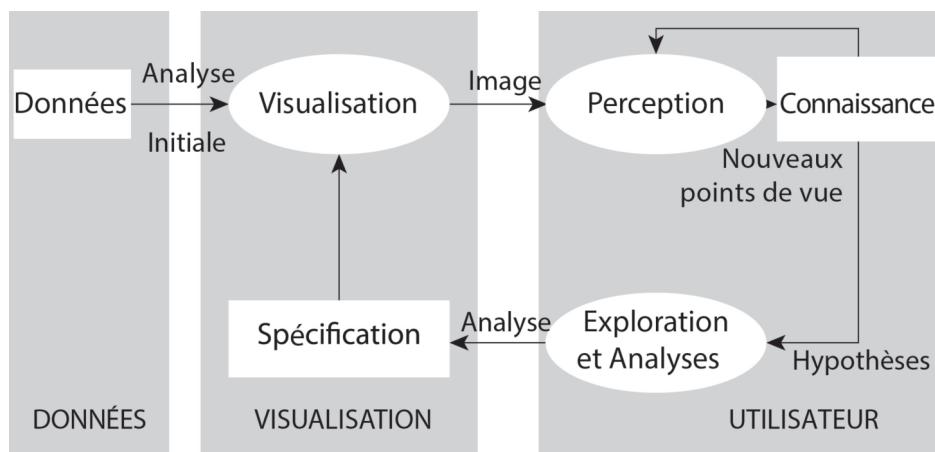 Données
Analyse
Initiale
Visualisation
Image
Perception
Connaissance
Nouveaux
points de vue
Spécification
Analyse
Exploration
et Analyses
Hypothèses
DONNÉES
VISUALISATION
UTILISATEUR